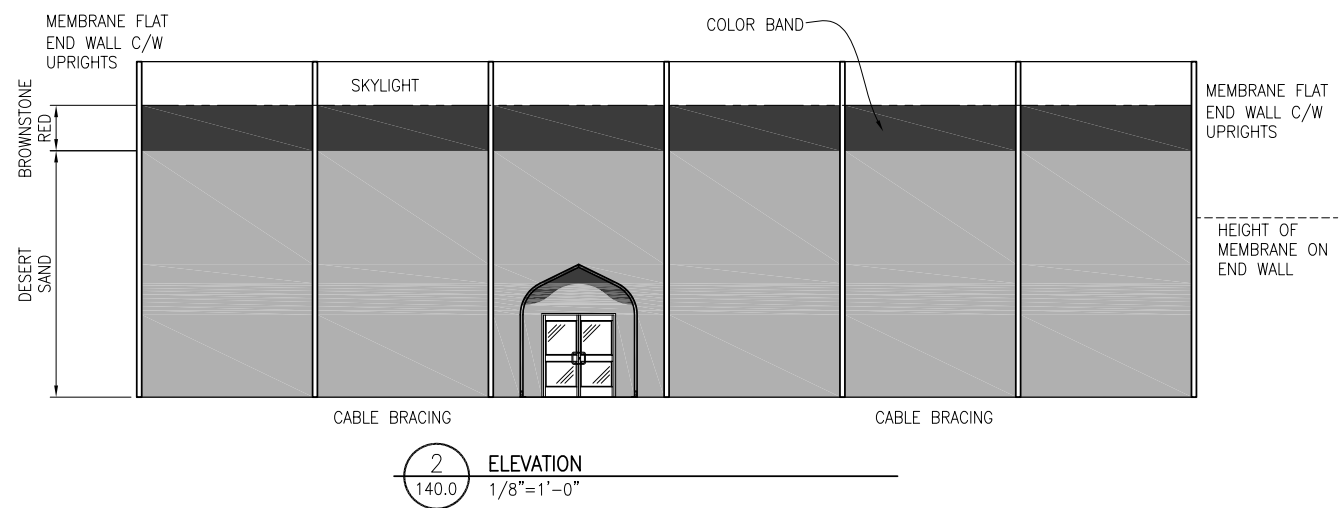 MEMBRANE FLAT
END WALL C/W
UPRIGHTS
COLOR BAND
SKYLIGHT
BROWNSTONE
RED
DESERT
SAND
MEMBRANE FLAT
END WALL C/W
UPRIGHTS
HEIGHT OF
MEMBRANE ON
END WALL
CABLE BRACING
CABLE BRACING
2
140.0
ELEVATION
1/8"=1'-0"